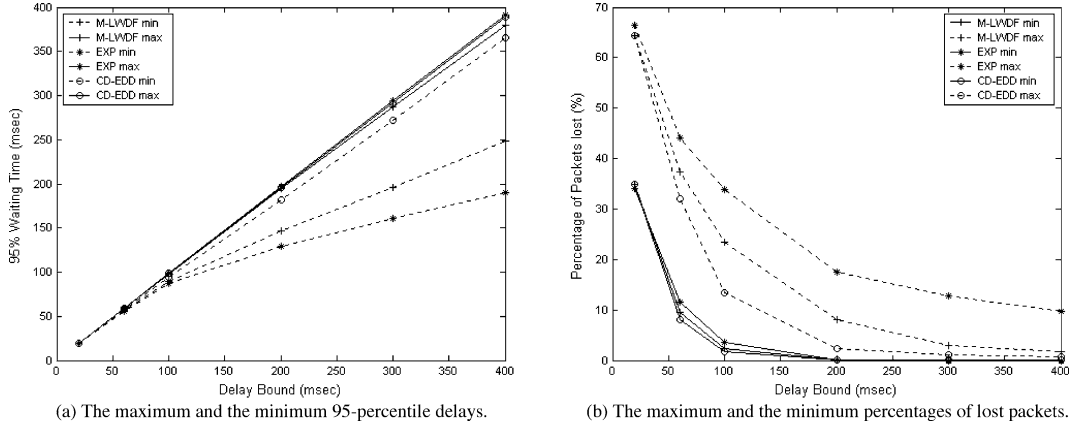 400
350
300
250
200
150
100
50
0
95% Waiting Time (msec)
M-LWDF min
M-LWDF max
EXP min
EXP max
CD-EDD min
CD-EDD max
0 50 100 150 200 250 300 350 400
Delay Bound (msec)
(a) The maximum and the minimum 95-percentile delays.
70
60
50
40
30
20
10
0
Percentage of Packets lost (%)
M-LWDF min
M-LWDF max
EXP min
EXP max
CD-EDD min
CD-EDD max
0 50 100 150 200 250 300 350 400
Delay Bound (msec)
(b) The maximum and the minimum percentages of lost packets.